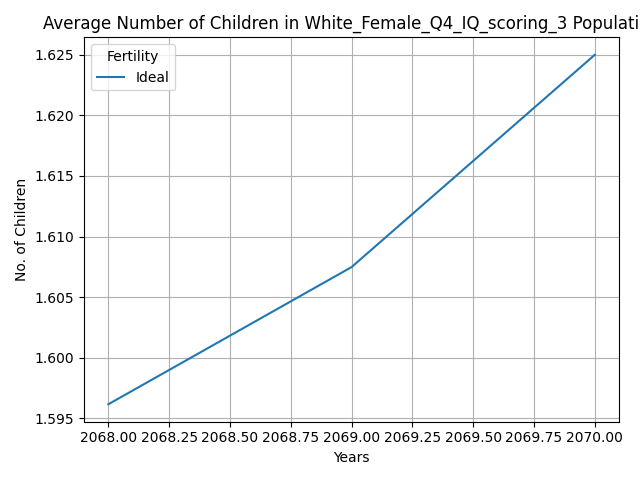 Average Number of Children in White_Female_Q4_IQ_scoring_3 Populati
Fertility
Ideal
1.625
1.620
1.615
1.610
1.605
1.600
1.595
No. of Children
2068.00 2068.25 2068.50 2068.75 2069.00 2069.25 2069.50 2069.75 2070.00
Years